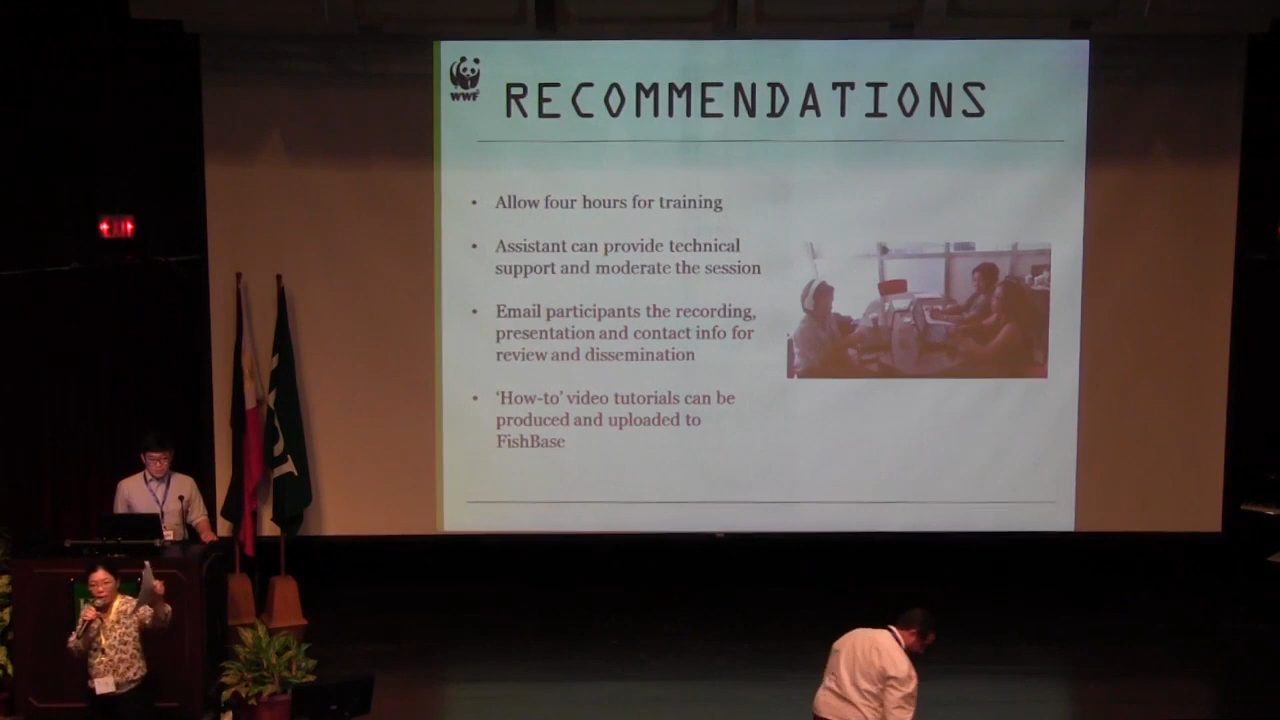 WWF
RECOMMENDATIONS
• Allow four hours for training
• Assistant can provide technical
support and moderate the session
• Email participants the recording,
presentation and contact info for
review and dissemination
• ‘How-to’ video tutorials can be
produced and uploaded to
FishBase
EXIT